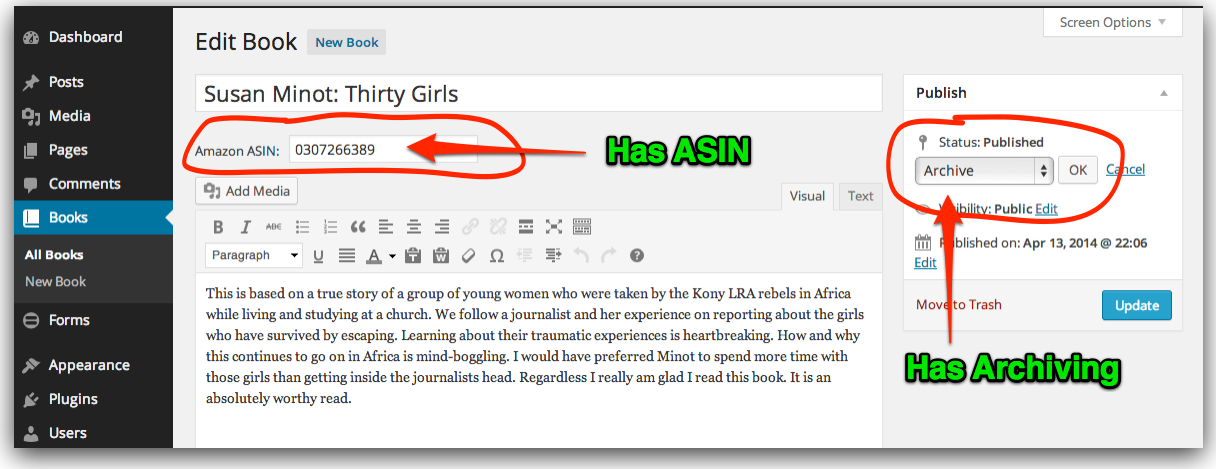 Dashboard
Posts
Media
Pages
Comments
Books
All Books
New Book
Forms
Appearance
Plugins
Users
Screen Options
Edit Book New Book
Susan Minot: Thirty Girls
Amazon ASIN: 0307266389
Has ASIN
Add Media
Visual Text
B I ABC
Paragraph U A T W Ω ?
This is based on a true story of a group of young women who were taken by the Kony LRA rebels in Africa
while living and studying at a church. We follow a journalist and her experience on reporting about the girls
who have survived by escaping. Learning about their traumatic experiences is heartbreaking. How and why
this continues to go on in Africa is mind-boggling. I would have preferred Minot to spend more time with
those girls than getting inside the journalists head. Regardless I really am glad I read this book. It is an
absolutely worthy read.
Publish
Status: Published
Archive OK Cancel
Public Edit
Published on: Apr 13, 2014 @ 22:06
Edit
Move to Trash Update
Has Archiving